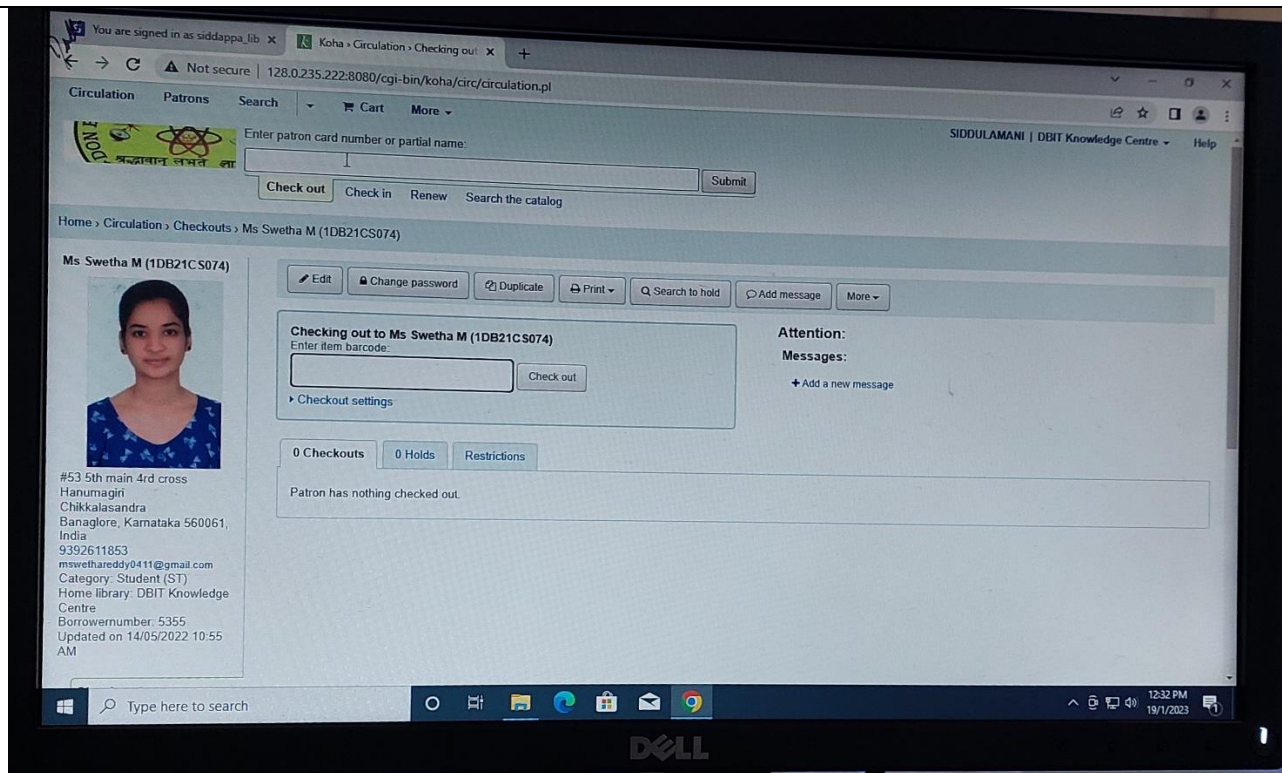 You are signed in as siddappa_lib
Koha › Circulation › Checking out
Not secure | 128.0.235.222:8080/cgi-bin/koha/circ/circulation.pl
Circulation Patrons Search Cart More
SIDDULAMANI | DBIT Knowledge Centre Help
श्रद्धावान् लभते ज्ञा
Enter patron card number or partial name:
Submit
Check out Check in Renew Search the catalog
Home › Circulation › Checkouts › Ms Swetha M (1DB21CS074)
Ms Swetha M (1DB21CS074)
Edit Change password Duplicate Print Search to hold Add message More
Checking out to Ms Swetha M (1DB21CS074)
Enter item barcode:
Check out
Checkout settings
Attention:
Messages:
+ Add a new message
0 Checkouts 0 Holds Restrictions
Patron has nothing checked out.
#53 5th main 4rd cross
Hanumagiri
Chikkalasandra
Banaglore, Karnataka 560061,
India
9392611853
mswethareddy0411@gmail.com
Category: Student (ST)
Home library: DBIT Knowledge
Centre
Borrowernumber: 5355
Updated on 14/05/2022 10:55
AM
Type here to search
12:32 PM
19/1/2023
DELL